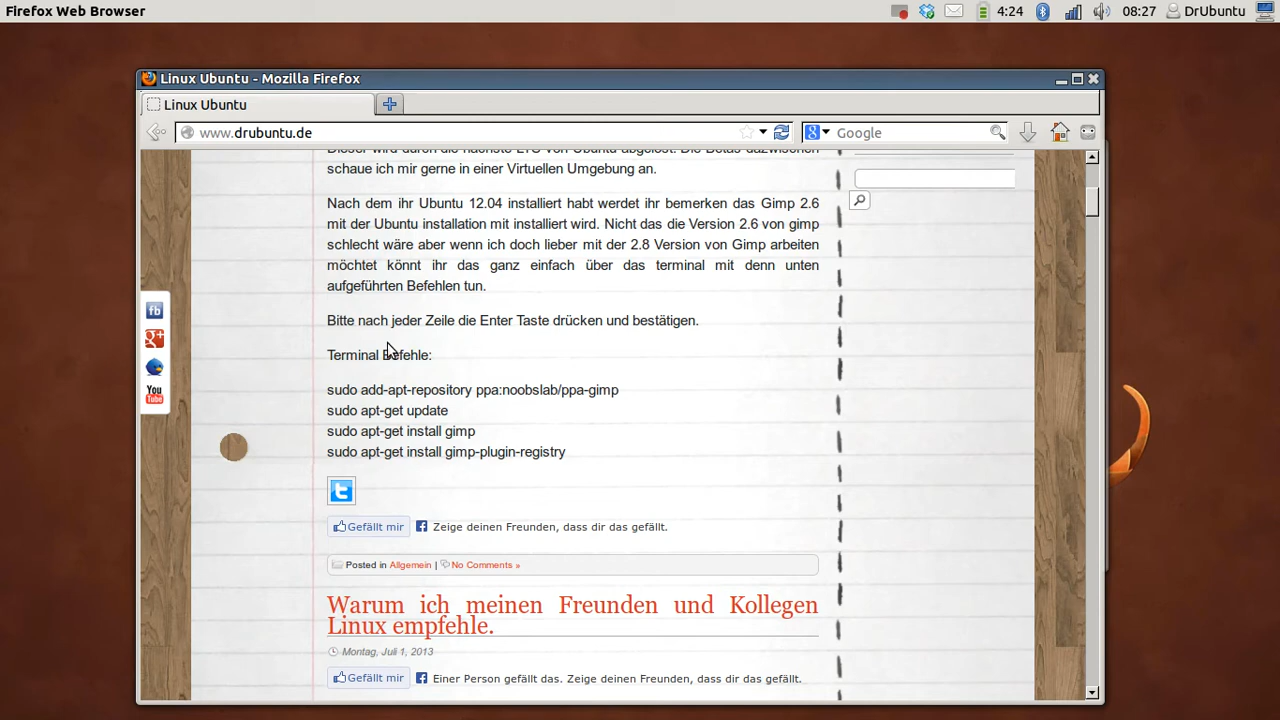 Firefox Web Browser
4:24
08:27
DrUbuntu
Linux Ubuntu - Mozilla Firefox
Linux Ubuntu
www.drubuntu.de
Google
schaue ich mir gerne in einer Virtuellen Umgebung an.
Nach dem ihr Ubuntu 12.04 installiert habt werdet ihr bemerken das Gimp 2.6
mit der Ubuntu installation mit installiert wird. Nicht das die Version 2.6 von gimp
schlecht wäre aber wenn ich doch lieber mit der 2.8 Version von Gimp arbeiten
möchtet könnt ihr das ganz einfach über das terminal mit denn unten
aufgeführten Befehlen tun.
Bitte nach jeder Zeile die Enter Taste drücken und bestätigen.
Terminal Befehle:
sudo add-apt-repository ppa:noobslab/ppa-gimp
sudo apt-get update
sudo apt-get install gimp
sudo apt-get install gimp-plugin-registry
Gefällt mir Zeige deinen Freunden, dass dir das gefällt.
Posted in Allgemein | No Comments »
Warum ich meinen Freunden und Kollegen
Linux empfehle.
Montag, Juli 1, 2013
Gefällt mir Einer Person gefällt das. Zeige deinen Freunden, dass dir das gefällt.
fb
g+
You
Tube